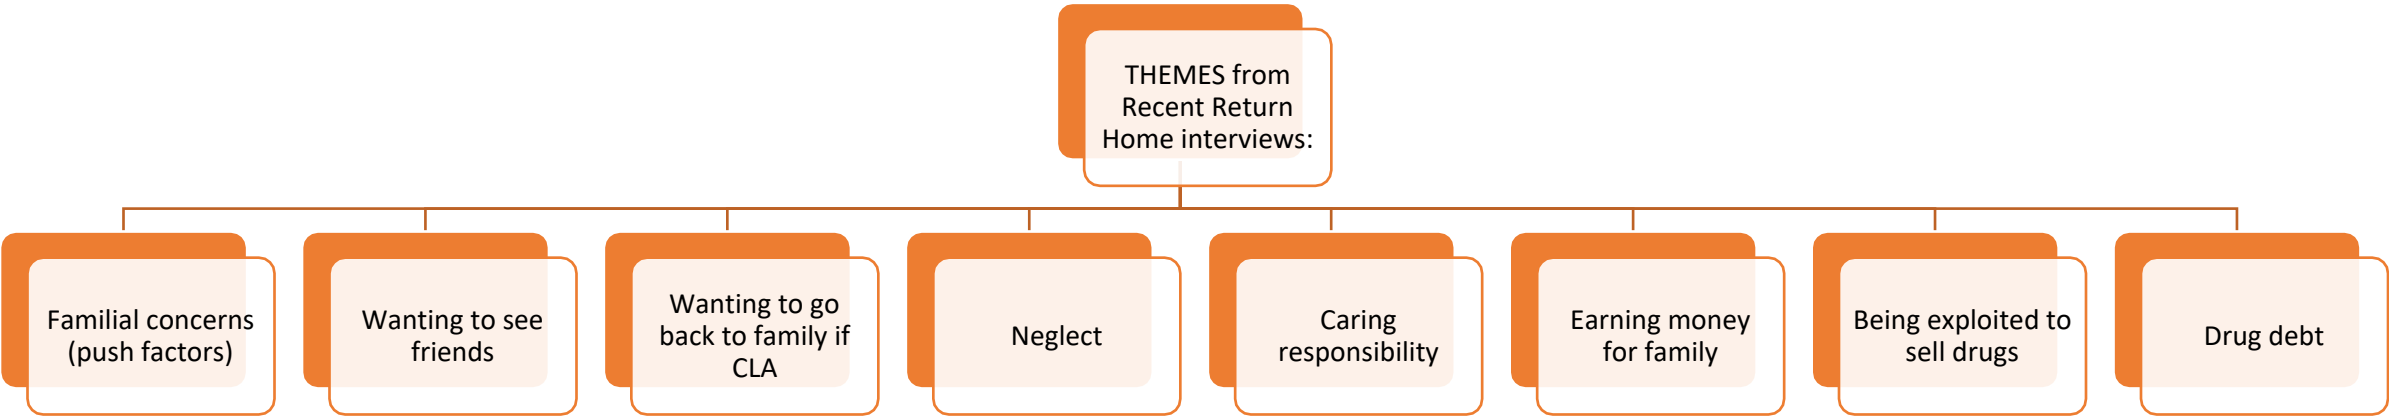 THEMES from
Recent Return
Home interviews:
Familial concerns
(push factors)
Wanting to see
friends
Wanting to go
back to family if
CLA
Neglect
Caring
responsibility
Earning money
for family
Being exploited to
sell drugs
Drug debt